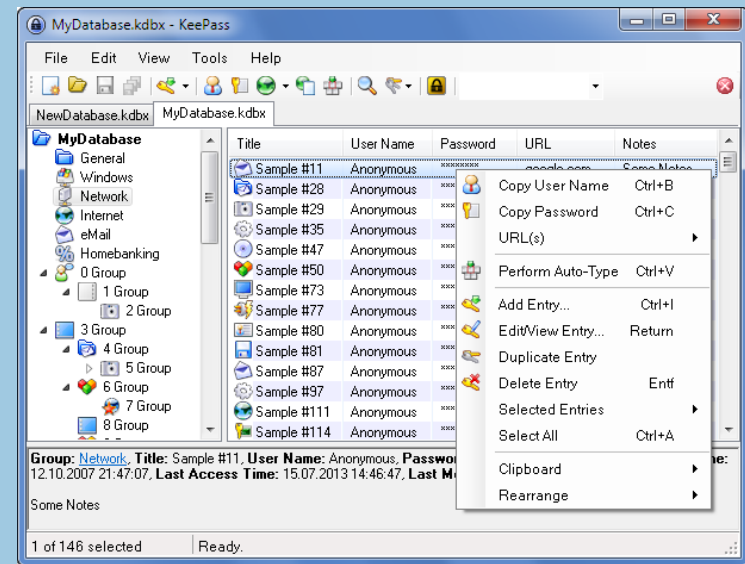 MyDatabase.kdbx - KeePass
File Edit View Tools Help
NewDatabase.kdbx MyDatabase.kdbx
MyDatabase
General
Windows
Network
Internet
eMail
Homebanking
0 Group
1 Group
2 Group
3 Group
4 Group
5 Group
6 Group
7 Group
8 Group
Title User Name Password URL Notes
Sample #11 Anonymous ******** google.com Some Notes
Sample #28 Anonymous ***
Sample #29 Anonymous ***
Sample #35 Anonymous ***
Sample #47 Anonymous ***
Sample #50 Anonymous ***
Sample #73 Anonymous ***
Sample #77 Anonymous ***
Sample #80 Anonymous ***
Sample #81 Anonymous ***
Sample #87 Anonymous ***
Sample #97 Anonymous ***
Sample #111 Anonymous ***
Sample #114 Anonymous ***
Copy User Name Ctrl+B
Copy Password Ctrl+C
URL(s)
Perform Auto-Type Ctrl+V
Add Entry... Ctrl+I
Edit/View Entry... Return
Duplicate Entry
Delete Entry Entf
Selected Entries
Select All Ctrl+A
Clipboard
Rearrange
Group: Network, Title: Sample #11, User Name: Anonymous, Passwo
12.10.2007 21:47:07, Last Access Time: 15.07.2013 14:46:47, Last M
Some Notes
1 of 146 selected Ready.